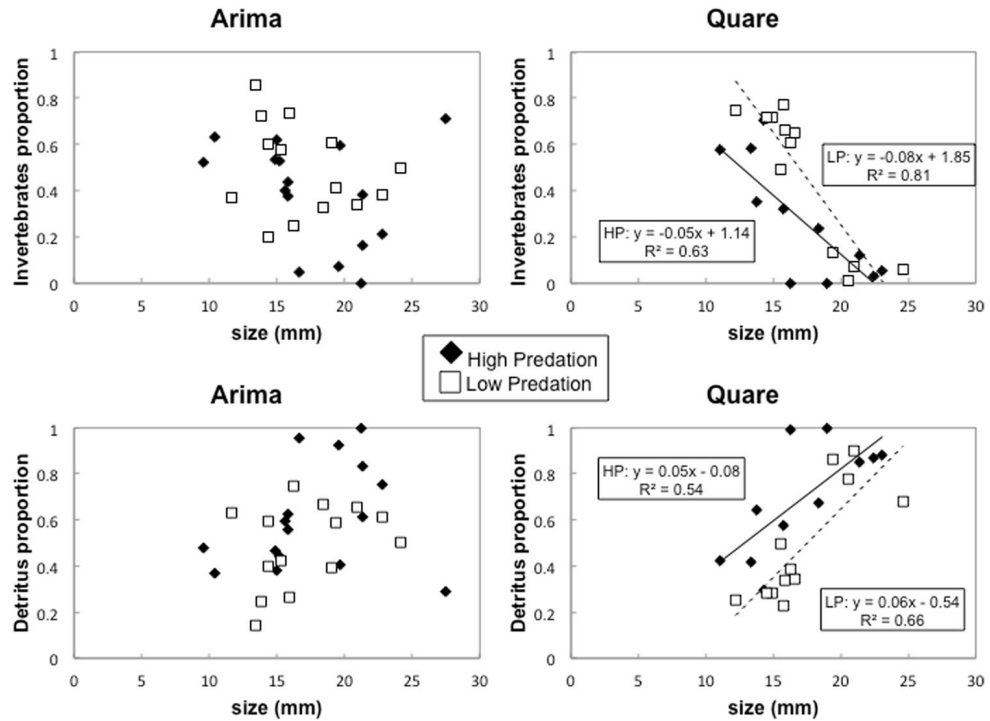 Arima
Invertebrates proportion
1
0.8
0.6
0.4
0.2
0
0 5 10 15 20 25 30
size (mm)
Quare
Invertebrates proportion
1
0.8
0.6
0.4
0.2
0
LP: y = -0.08x + 1.85
R² = 0.81
HP: y = -0.05x + 1.14
R² = 0.63
0 5 10 15 20 25 30
size (mm)
High Predation
Low Predation
Arima
Detritus proportion
1
0.8
0.6
0.4
0.2
0
0 5 10 15 20 25 30
size (mm)
Quare
Detritus proportion
1
0.8
0.6
0.4
0.2
0
HP: y = 0.05x - 0.08
R² = 0.54
LP: y = 0.06x - 0.54
R² = 0.66
0 5 10 15 20 25 30
size (mm)